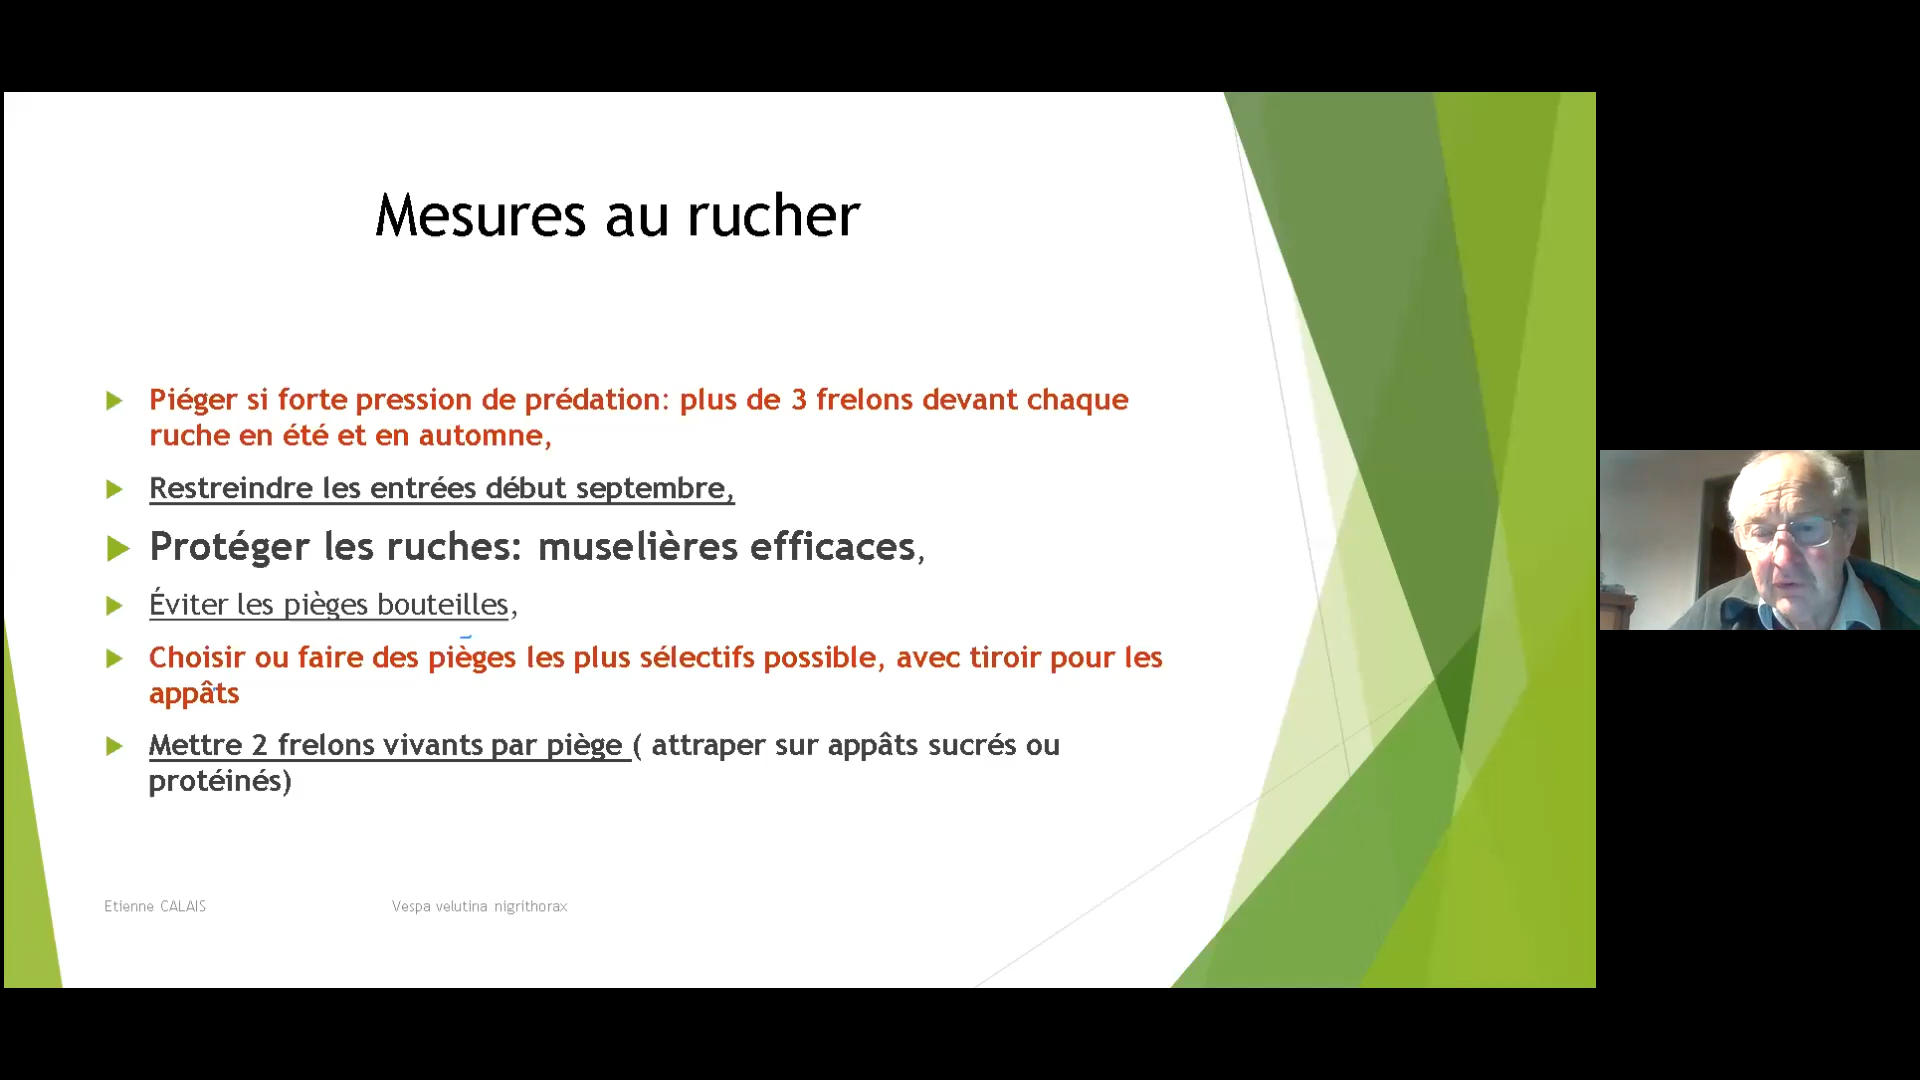 Mesures au rucher
Piéger si forte pression de prédation: plus de 3 frelons devant chaque
ruche en été et en automne,
Restreindre les entrées début septembre,
Protéger les ruches: muselières efficaces,
Éviter les pièges bouteilles,
Choisir ou faire des pièges les plus sélectifs possible, avec tiroir pour les
appâts
Mettre 2 frelons vivants par piège ( attraper sur appâts sucrés ou
protéinés)
Etienne CALAIS
Vespa velutina nigrithorax